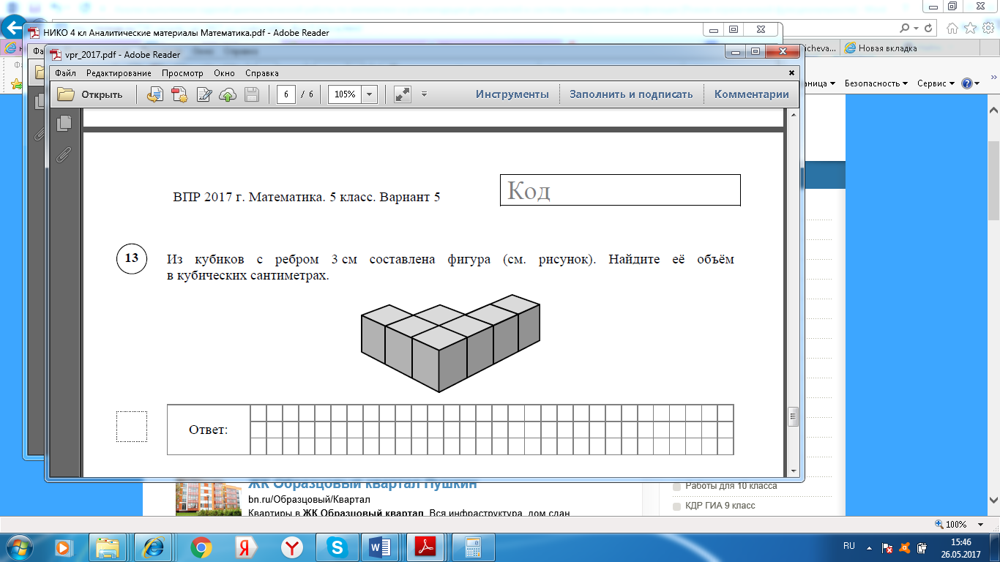 НИКО 4 кл Аналитические материалы Математика.pdf - Adobe Reader
vpr_2017.pdf - Adobe Reader
icheva...
Новая вкладка
Файл Редактирование Просмотр Окно Справка
Открыть
6 / 6
105%
Инструменты
Заполнить и подписать
Комментарии
Безопасность
Сервис
ВПР 2017 г. Математика. 5 класс. Вариант 5
Код
13
Из кубиков с ребром 3 см составлена фигура (см. рисунок). Найдите её объём
в кубических сантиметрах.
Ответ:
ЖК Образцовый квартал Пушкин
bn.ru/Образцовый/Квартал
Квартиры в ЖК Образцовый квартал. Вся инфраструктура, дом сдан
Работы для 10 класса
КДР ГИА 9 класс
100%
RU
15:46
26.05.2017